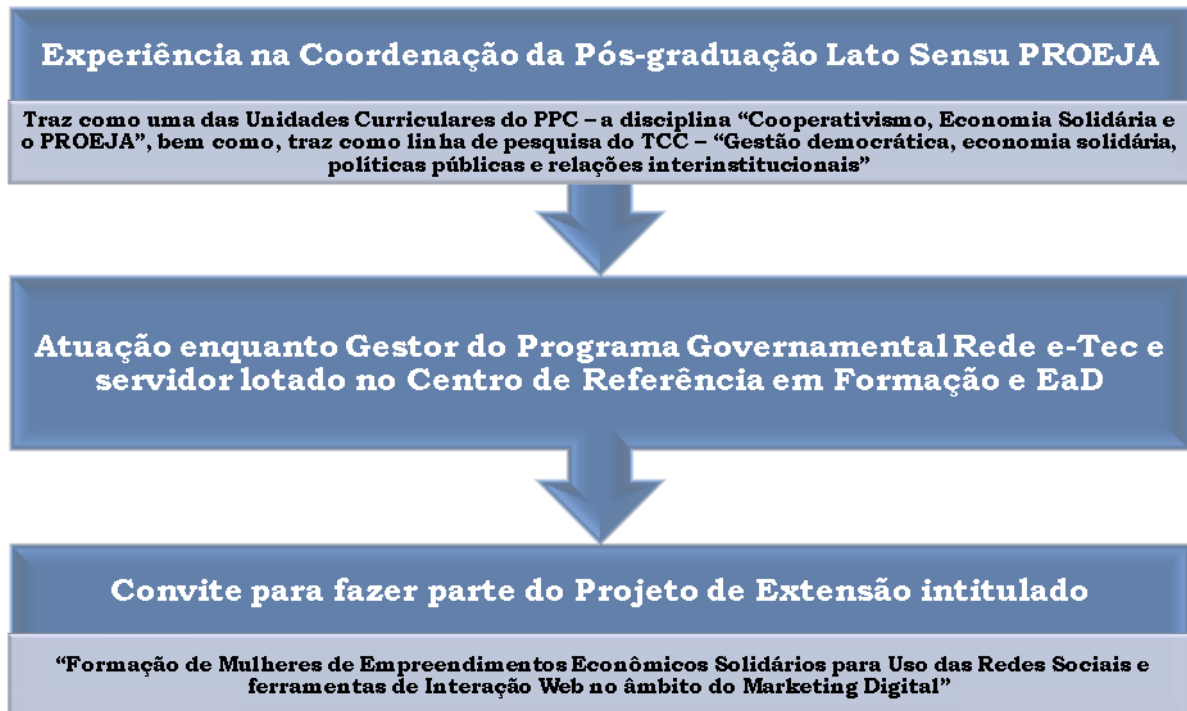 Experiência na Coordenação da Pós-graduação Lato Sensu PROEJA
Traz como uma das Unidades Curriculares do PPC – a disciplina “Cooperativismo, Economia Solidária e
o PROEJA”, bem como, traz como linha de pesquisa do TCC – “Gestão democrática, economia solidária,
políticas públicas e relações interinstitucionais”
Atuação enquanto Gestor do Programa Governamental Rede e-Tec e
servidor lotado no Centro de Referência em Formação e EaD
Convite para fazer parte do Projeto de Extensão intitulado
“Formação de Mulheres de Empreendimentos Econômicos Solidários para Uso das Redes Sociais e
ferramentas de Interação Web no âmbito do Marketing Digital”